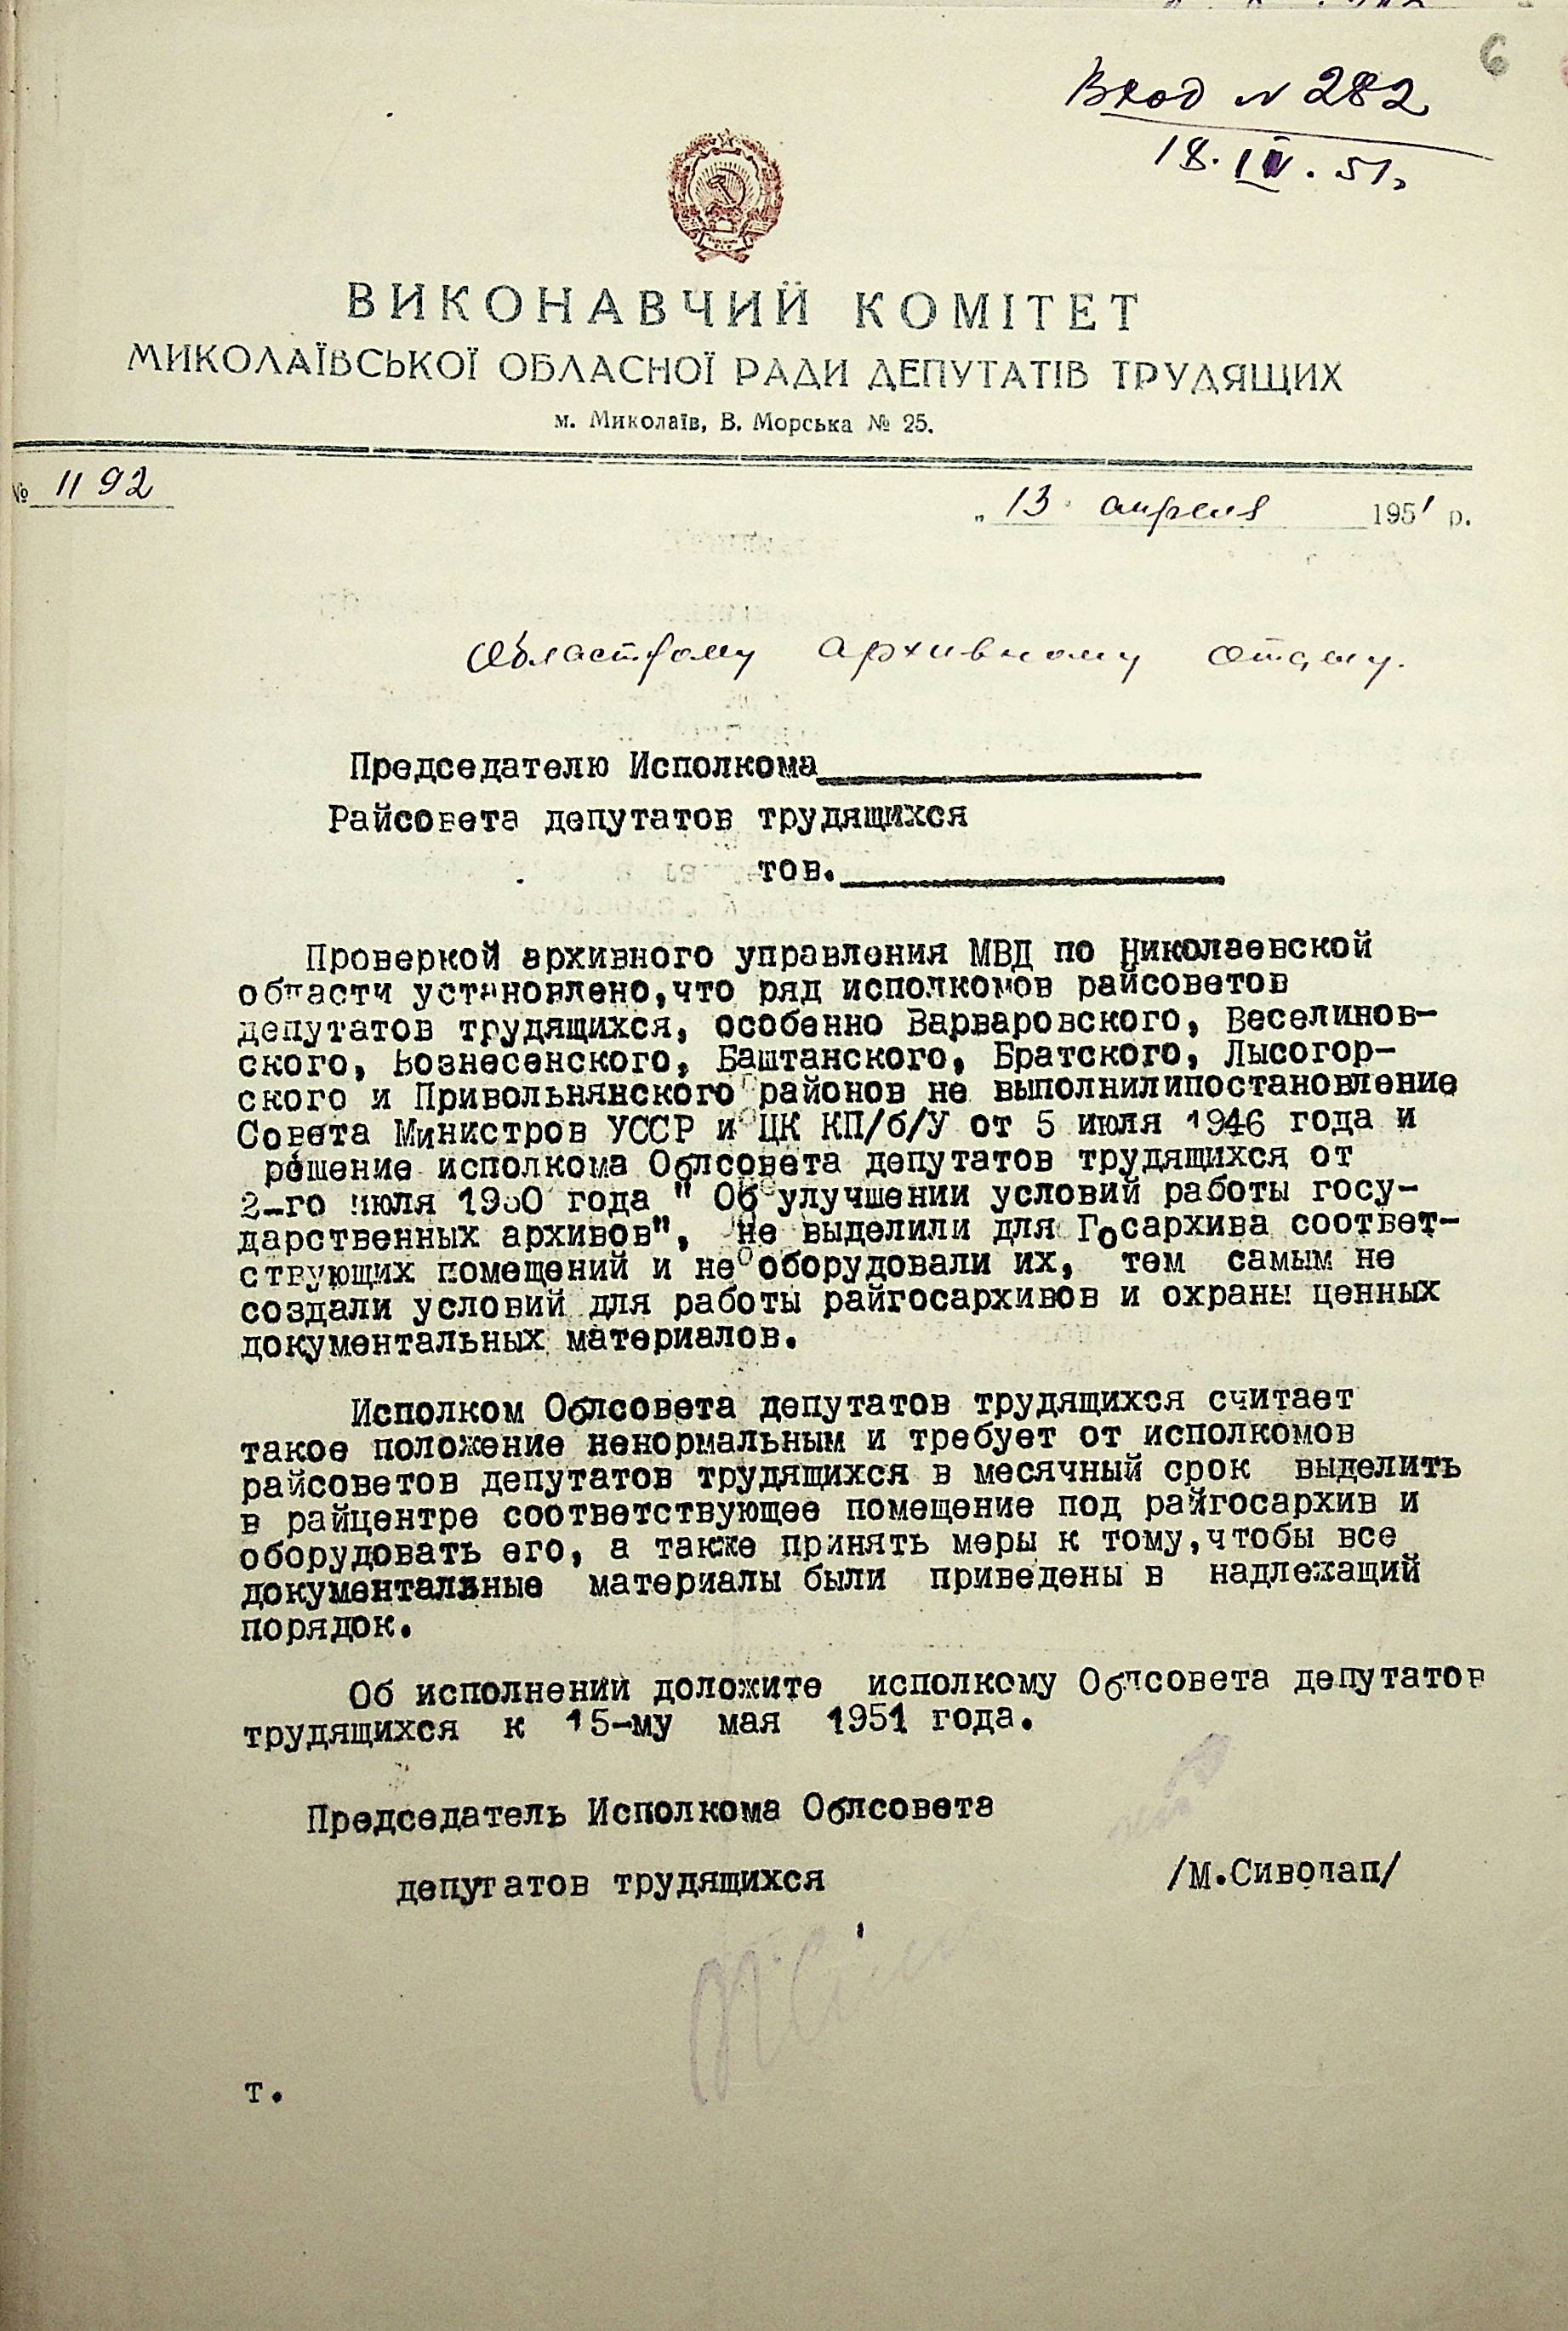 6
Вход № 282
18.IV.51г
ВИКОНАВЧИЙ КОМІТЕТ
МИКОЛАЇВСЬКОЇ ОБЛАСНОЇ РАДИ ДЕПУТАТІВ ТРУДЯЩИХ
м. Миколаїв, В. Морська № 25.
№ 1192
„13" апреля 1951 р.
Областному архивному отделу.
Председателю Исполкома
Райсовета депутатов трудящихся
тов.
Проверкой архивного управления МВД по Николаевской
области установлено,что ряд исполкомов райсоветов
депутатов трудящихся, особенно Варваровского, Веселинов-
ского, Вознесенского, Баштанского, Братского, Лысогор-
ского и Привольнянского районов не выполнилипостановление
Совета Министров УССР и ЦК КП/б/У от 5 июля 1946 года и
решение исполкома Облсовета депутатов трудящихся от
2-го июля 1950 года " Об улучшении условий работы госу-
дарственных архивов", не выделили для Госархива соответ-
ствующих помещений и не оборудовали их, тем самым не
создали условий для работы райгосархивов и охраны ценных
документальных материалов.
Исполком Облсовета депутатов трудящихся считает
такое положение ненормальным и требует от исполкомов
райсоветов депутатов трудящихся в месячный срок выделить
в райцентре соответствующее помещение под райгосархив и
оборудовать его, а также принять меры к тому,чтобы все
документальные материалы были приведены в надлежащий
порядок.
Об исполнении доложите исполкому Облсовета депутатов
трудящихся к 15-му мая 1951 года.
Председатель Исполкома Облсовета
депутатов трудящихся /М.Сиволап/
т.